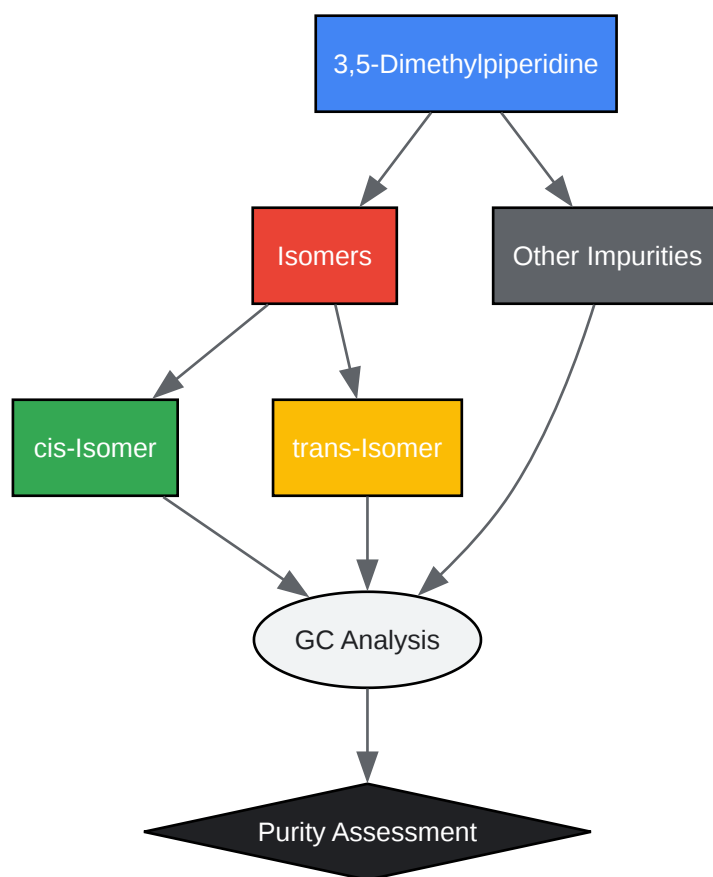 3,5-Dimethylpiperidine
Isomers
Other Impurities
cis-Isomer
trans-Isomer
GC Analysis
Purity Assessment